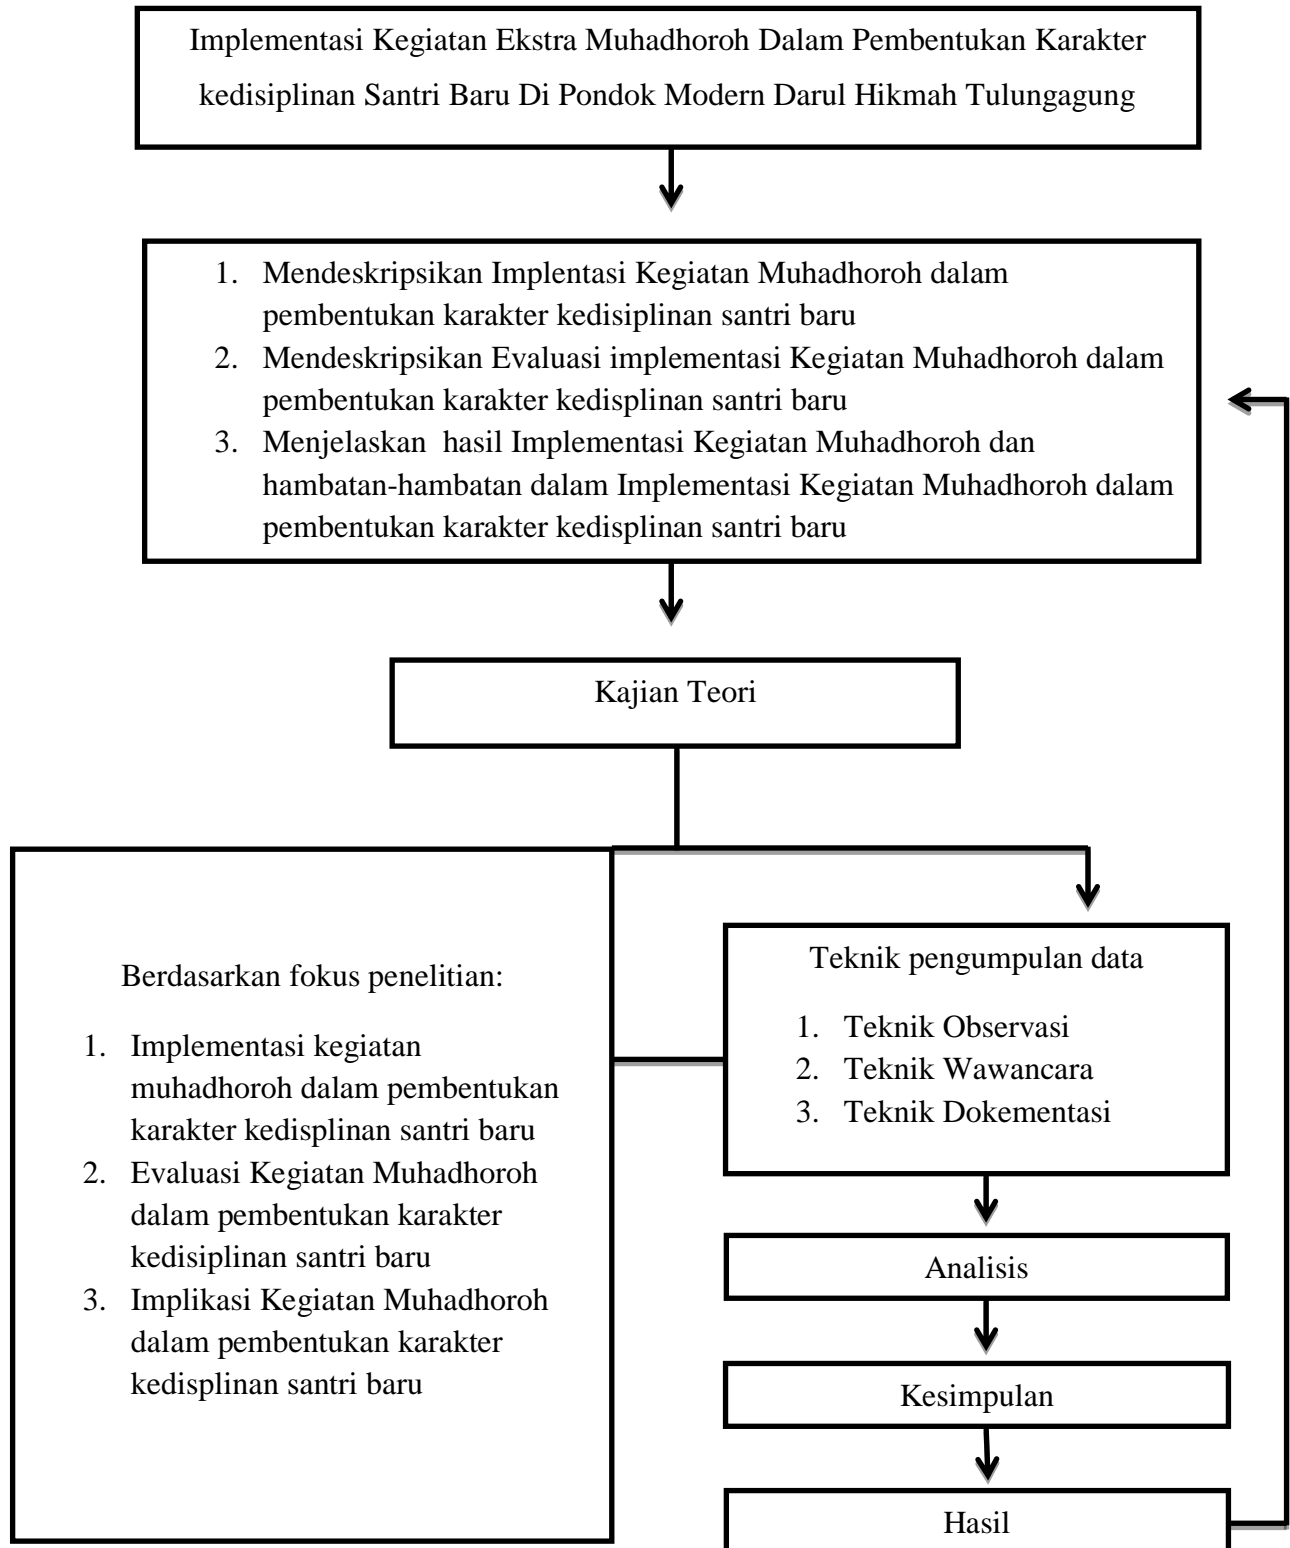 Implementasi Kegiatan Ekstra Muhadhoroh Dalam Pembentukan Karakter
kedisiplinan Santri Baru Di Pondok Modern Darul Hikmah Tulungagung
1. Mendeskripsikan Implentasi Kegiatan Muhadhoroh dalam
pembentukan karakter kedisiplinan santri baru
2. Mendeskripsikan Evaluasi implementasi Kegiatan Muhadhoroh dalam
pembentukan karakter kedisplinan santri baru
3. Menjelaskan hasil Implementasi Kegiatan Muhadhoroh dan
hambatan-hambatan dalam Implementasi Kegiatan Muhadhoroh dalam
pembentukan karakter kedisplinan santri baru
Kajian Teori
Berdasarkan fokus penelitian:
1. Implementasi kegiatan
muhadhoroh dalam pembentukan
karakter kedisplinan santri baru
2. Evaluasi Kegiatan Muhadhoroh
dalam pembentukan karakter
kedisiplinan santri baru
3. Implikasi Kegiatan Muhadhoroh
dalam pembentukan karakter
kedisplinan santri baru
Teknik pengumpulan data
1. Teknik Observasi
2. Teknik Wawancara
3. Teknik Dokementasi
Analisis
Kesimpulan
Hasil